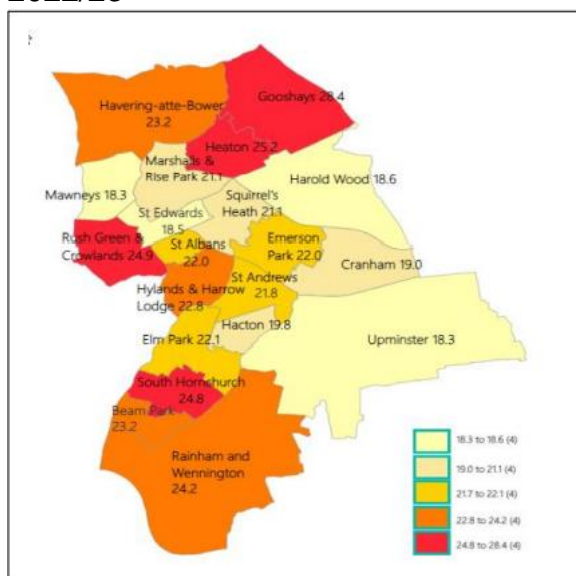 2022/23
Gooshays 28.4
Havering-atte-Bower
23.2
Heaton 25.2
Marshalls &
Rise Park 21.1
Harold Wood 18.6
Mawneys 18.3
Squirrel's
Heath 21.1
St Edwards
18.5
Rush Green &
Crowlands 24.9
St Albans
22.0
Emerson
Park 22.0
Cranham 19.0
St Andrews
21.8
Hylands & Harrow
Lodge 22.8
Hacton 19.8
Elm Park 22.1
Upminster 18.3
South Hornchurch
24.8
Beam Park
23.2
Rainham and
Wennington
24.2
18.3 to 18.6 (4)
19.0 to 21.1 (4)
21.7 to 22.1 (4)
22.8 to 24.2 (4)
24.8 to 28.4 (4)